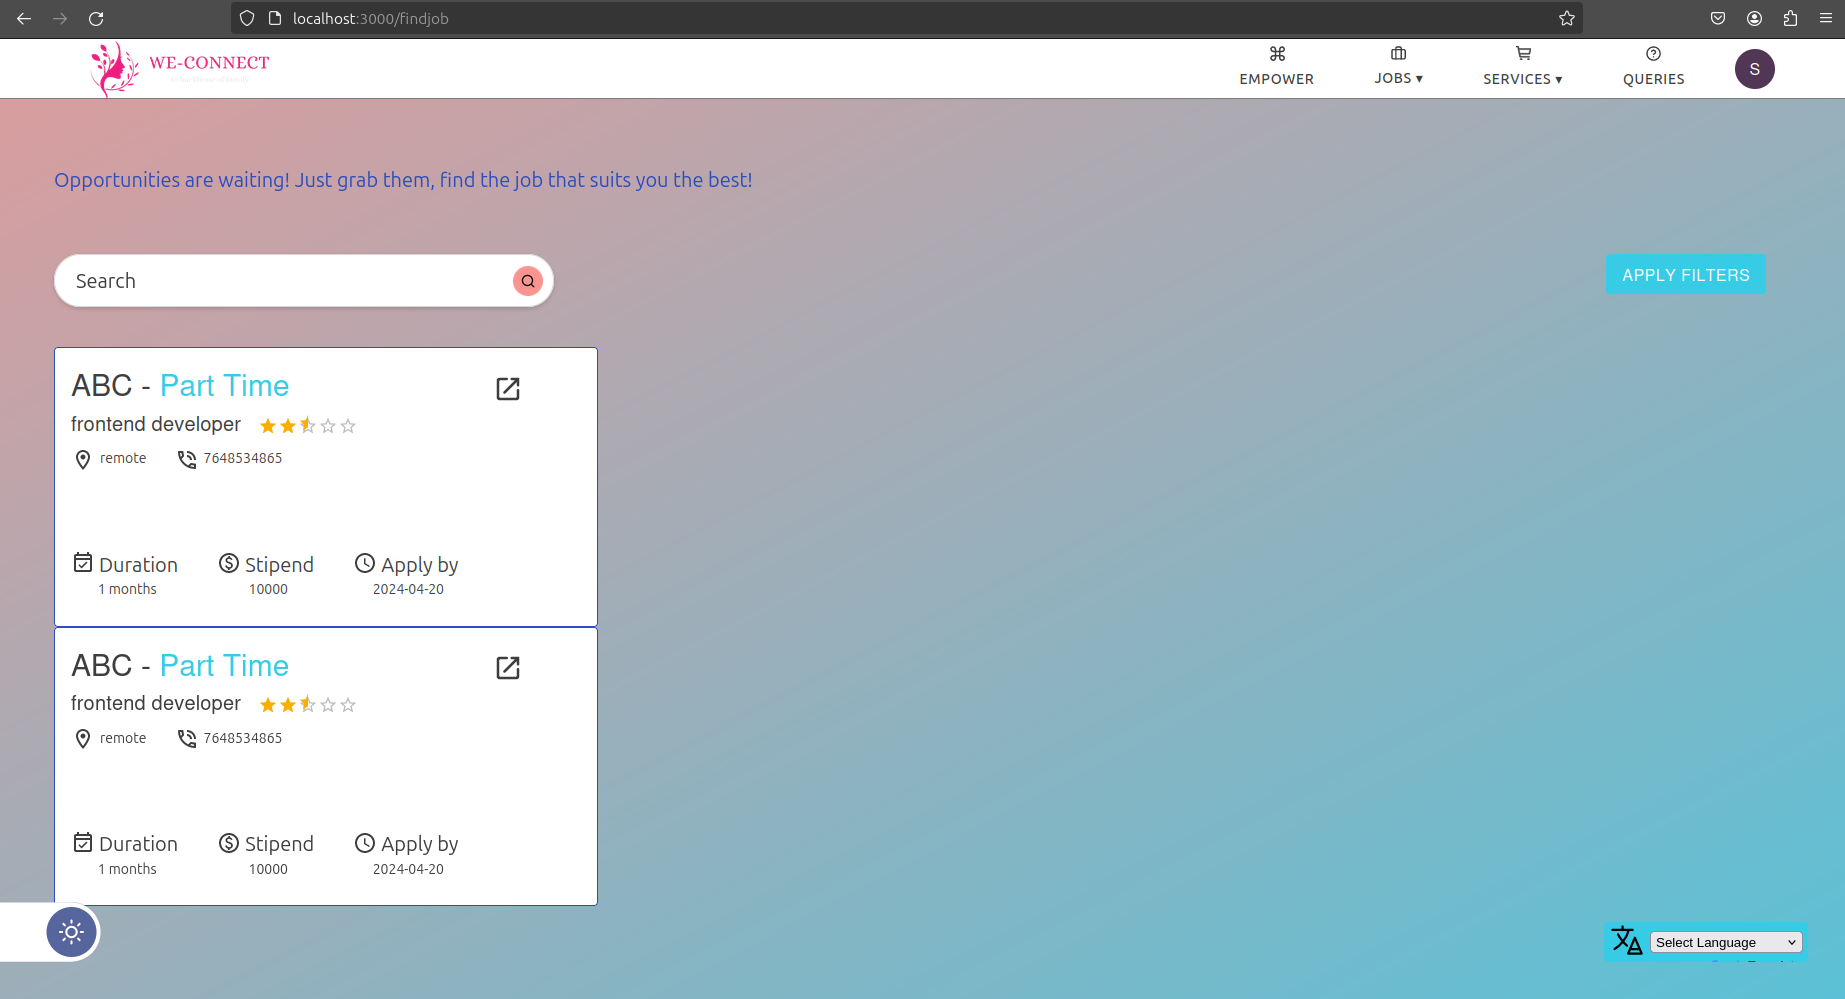 localhost:3000/findjob
WE-CONNECT
EMPOWER
JOBS ▾
SERVICES ▾
QUERIES
S
Opportunities are waiting! Just grab them, find the job that suits you the best!
Search
APPLY FILTERS
ABC - Part Time
frontend developer
remote 7648534865
Duration Stipend Apply by
1 months 10000 2024-04-20
ABC - Part Time
frontend developer
remote 7648534865
Duration Stipend Apply by
1 months 10000 2024-04-20
Select Language